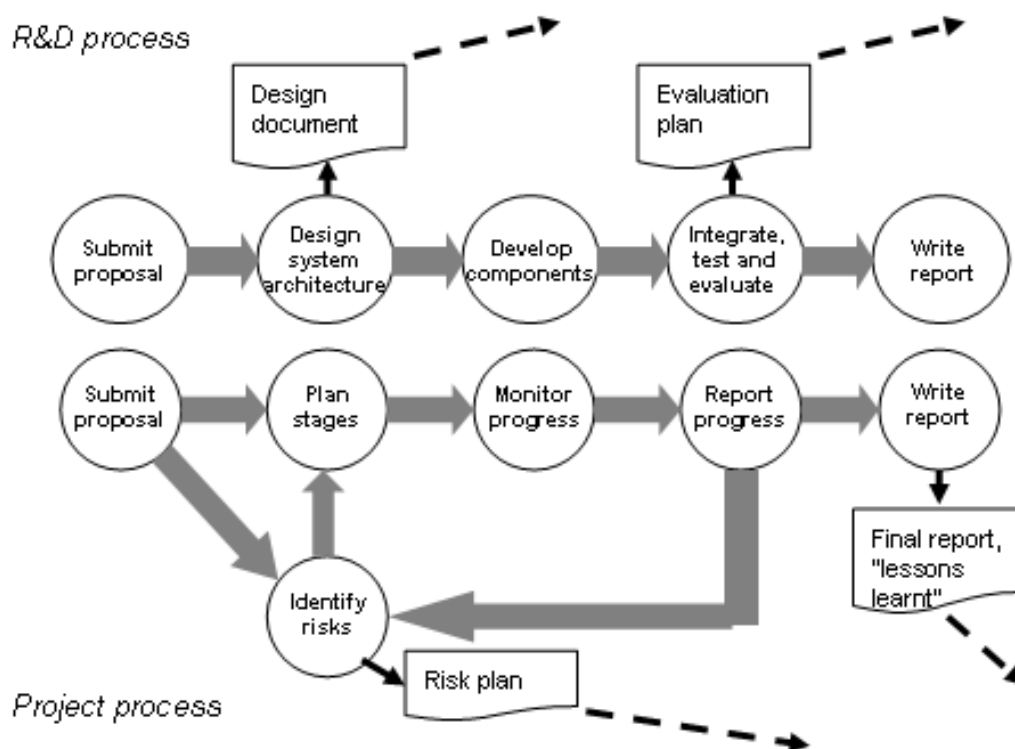 R&D process
Design
document
Evaluation
plan
Submit
proposal
Design
system
architecture
Develop
components
Integrate,
test and
evaluate
Write
report
Submit
proposal
Plan
stages
Monitor
progress
Report
progress
Write
report
Final report,
"lessons
learnt"
Identify
risks
Risk plan
Project process